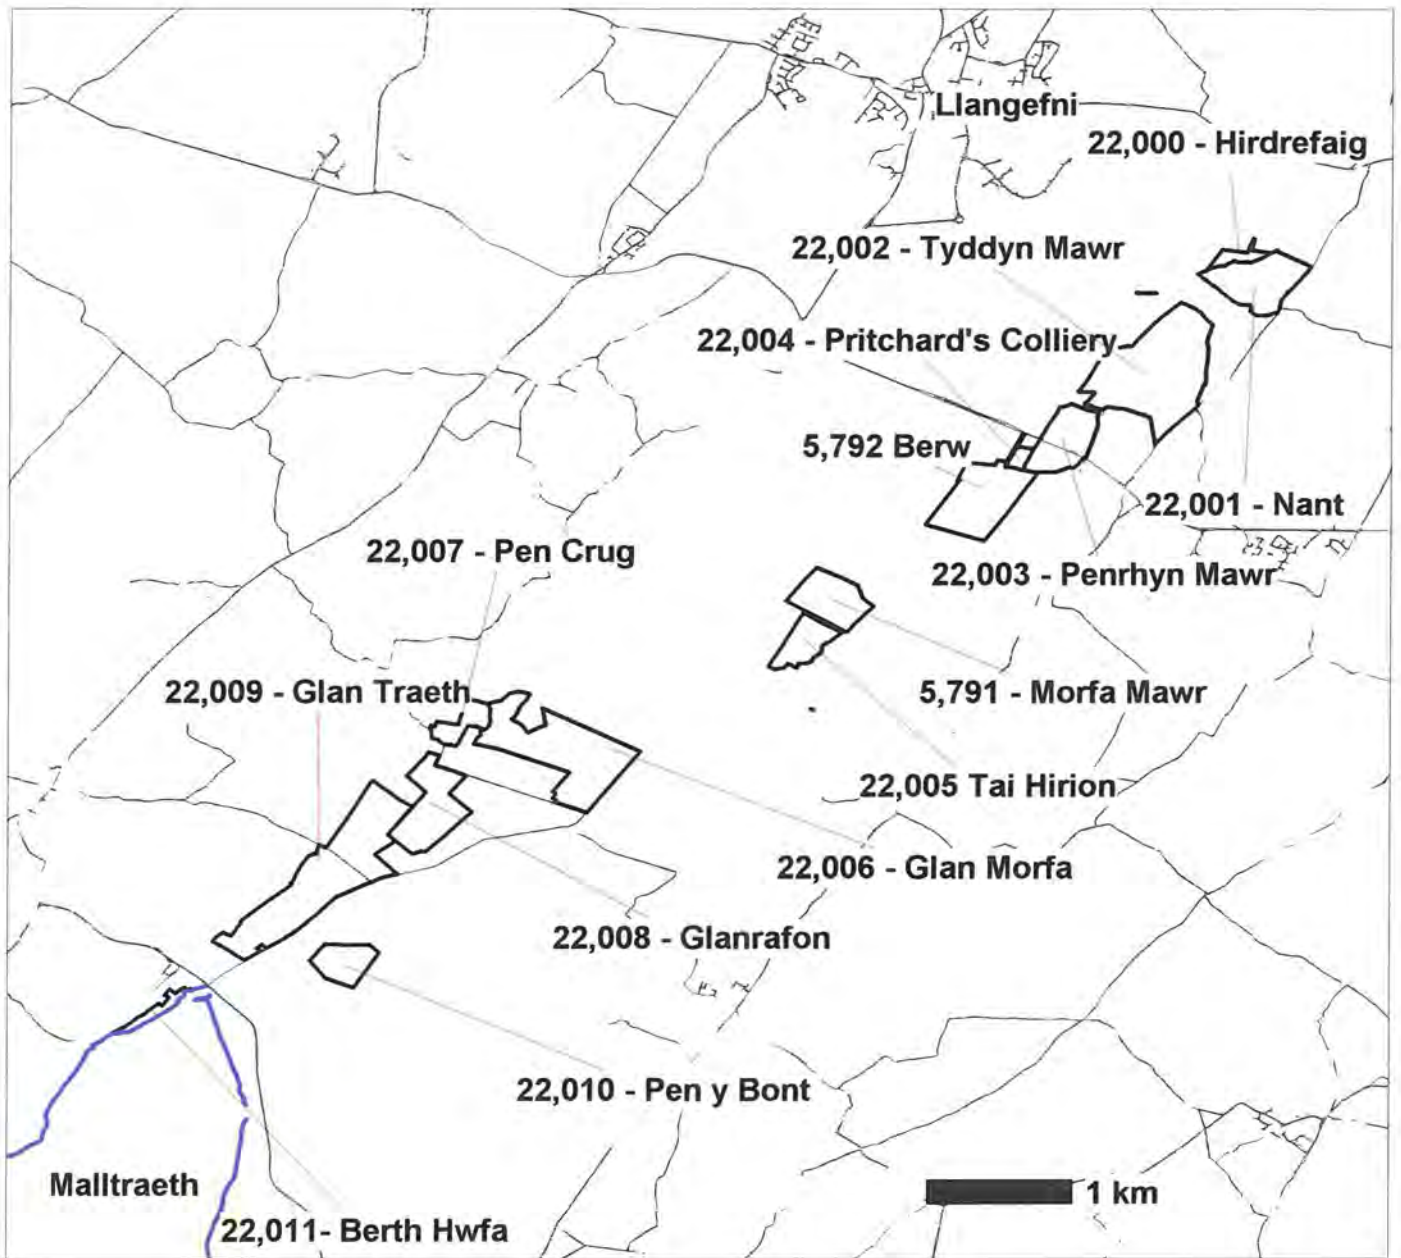 Llangefni
22,000 - Hirdrefaig
22,002 - Tyddyn Mawr
22,004 - Pritchard's Colliery
5,792 Berw
22,001 - Nant
22,007 - Pen Crug
22,003 - Penrhyn Mawr
22,009 - Glan Traeth
5,791 - Morfa Mawr
22,005 Tai Hirion
22,006 - Glan Morfa
22,008 - Glanrafon
22,010 - Pen y Bont
Malltraeth
1 km
22,011- Berth Hwfa